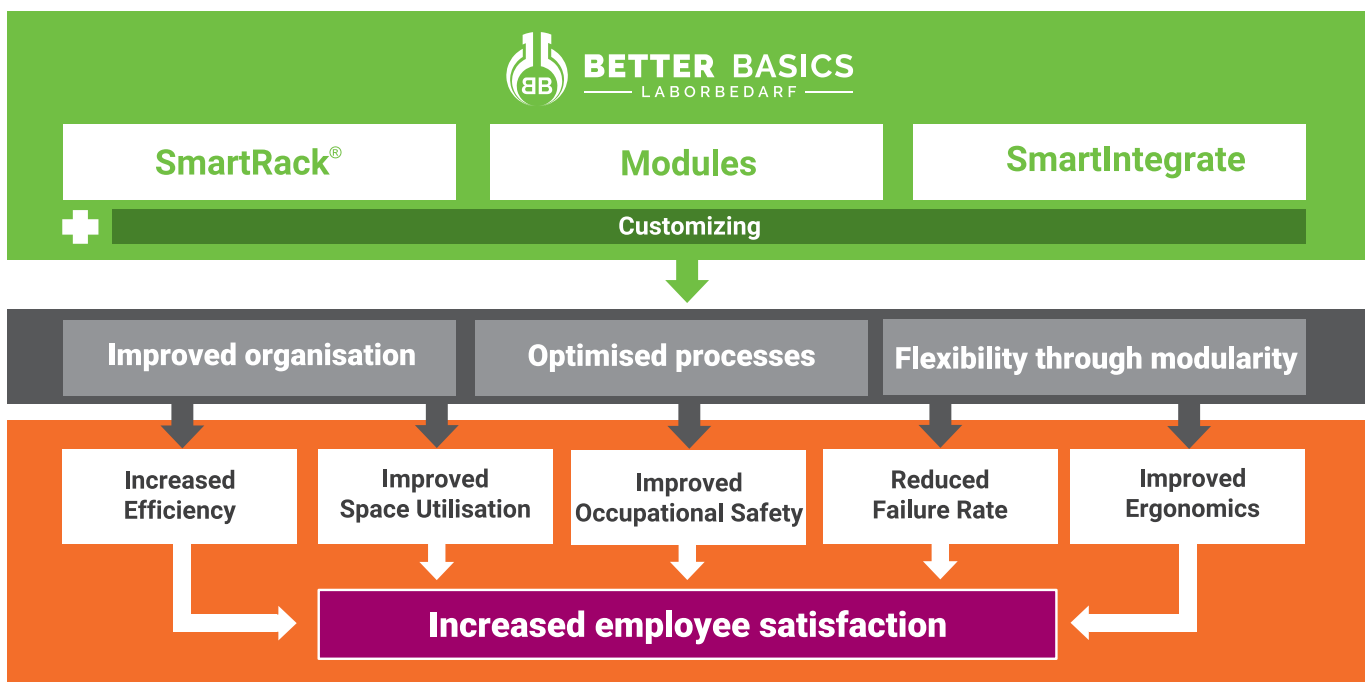 BB
BETTER BASICS
LABORBEDARF
SmartRack®
Modules
SmartIntegrate
Customizing
Improved organisation
Optimised processes
Flexibility through modularity
Increased
Efficiency
Improved
Space Utilisation
Improved
Occupational Safety
Reduced
Failure Rate
Improved
Ergonomics
Increased employee satisfaction